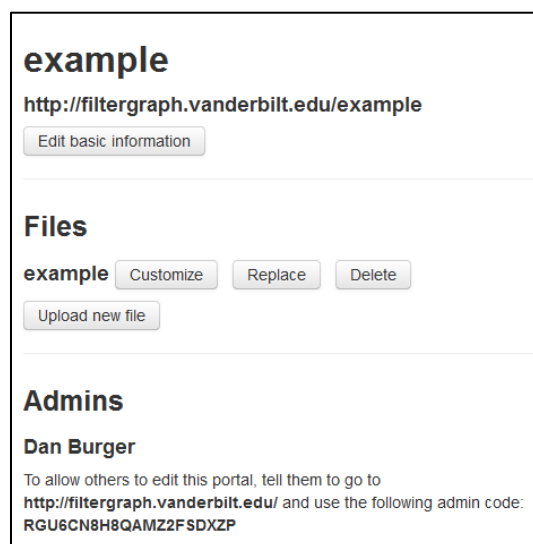 example
http://filtergraph.vanderbilt.edu/example
Edit basic information
Files
example Customize Replace Delete
Upload new file
Admins
Dan Burger
To allow others to edit this portal, tell them to go to
http://filtergraph.vanderbilt.edu/ and use the following admin code:
RGU6CN8H8QAMZ2FSDXZP